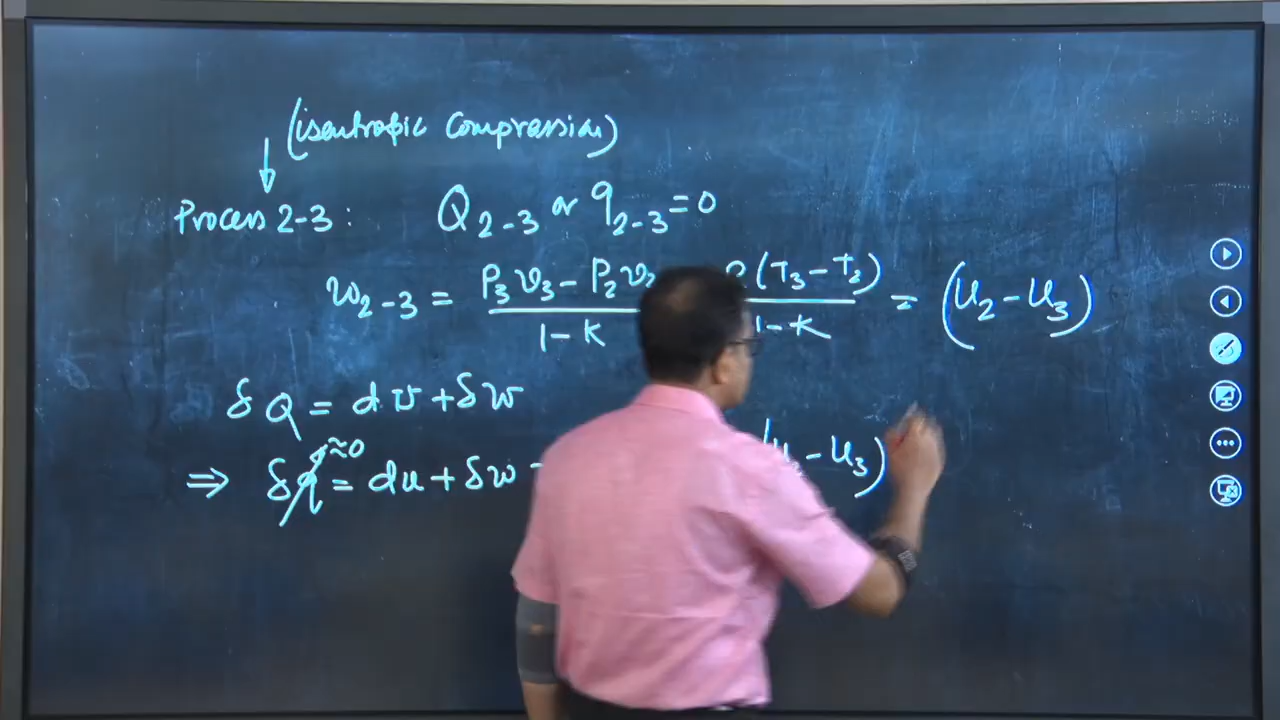 (isentropic Compression)
↓
Process 2-3 : Q₂₋₃ or q₂₋₃ = 0
w₂₋₃ = (P₃v₃ - P₂v₂)/(1-K) (T₃ - T₂)/(1-K) = (u₂ - u₃)
δQ = dU + δW
⇒ δq ≈0 = du + δw - u₃)